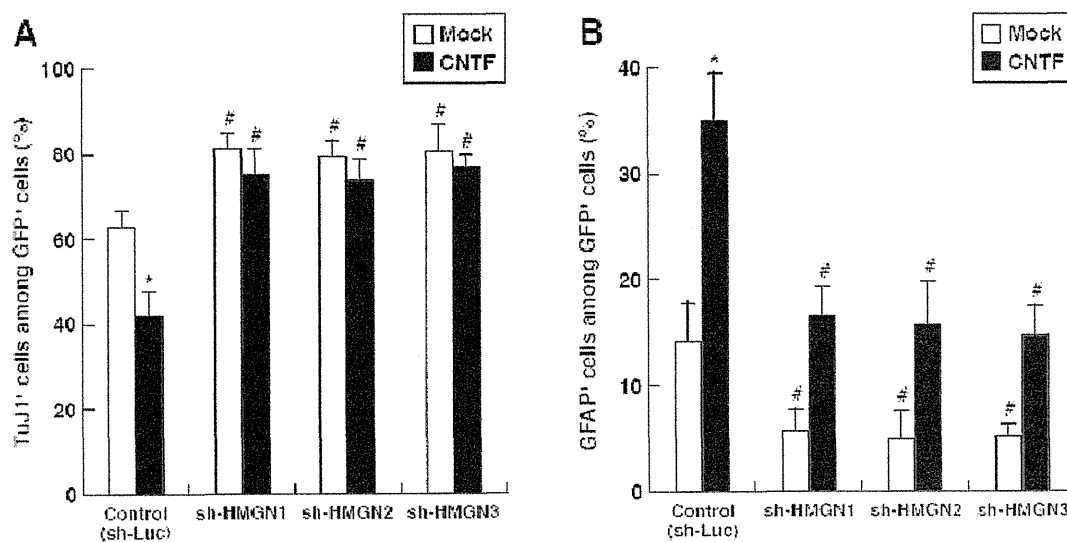 A
Mock
CNTF
TuJ1⁺ cells among GFP⁺ cells (%)
100
80
60
40
20
0
*
#
#
#
#
#
#
Control
(sh-Luc)
sh-HMGN1
sh-HMGN2
sh-HMGN3
B
Mock
CNTF
GFAP⁺ cells among GFP⁺ cells (%)
40
30
20
10
0
*
#
#
#
#
#
#
Control
(sh-Luc)
sh-HMGN1
sh-HMGN2
sh-HMGN3